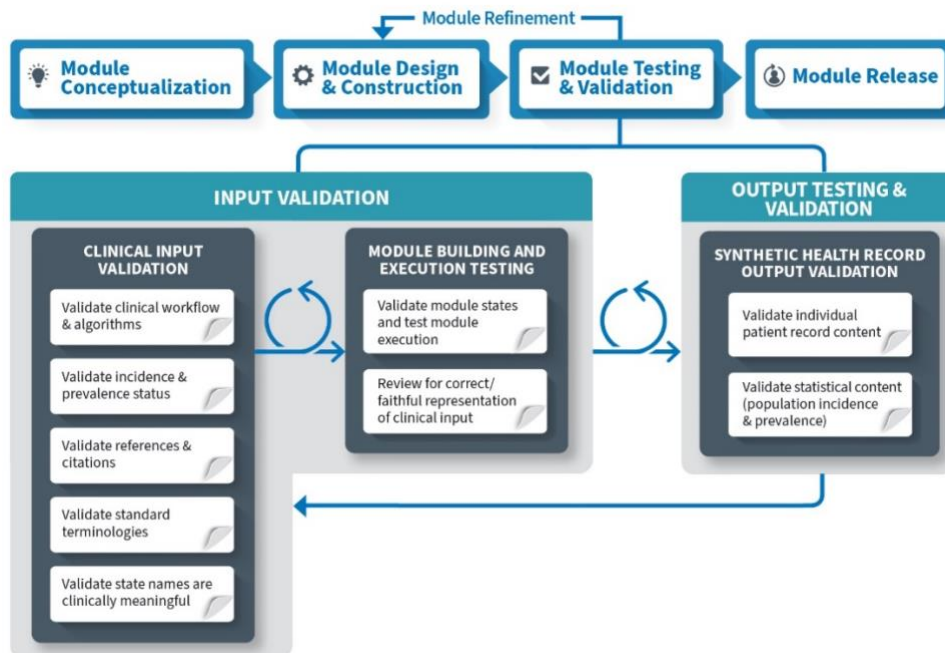 Module Refinement
Module
Conceptualization
Module Design
& Construction
Module Testing
& Validation
Module Release
INPUT VALIDATION
CLINICAL INPUT
VALIDATION
Validate clinical workflow
& algorithms
Validate incidence &
prevalence status
Validate references &
citations
Validate standard
terminologies
Validate state names are
clinically meaningful
MODULE BUILDING AND
EXECUTION TESTING
Validate module states
and test module
execution
Review for correct/
faithful representation
of clinical input
OUTPUT TESTING &
VALIDATION
SYNTHETIC HEALTH RECORD
OUTPUT VALIDATION
Validate individual
patient record content
Validate statistical content
(population incidence
& prevalence)